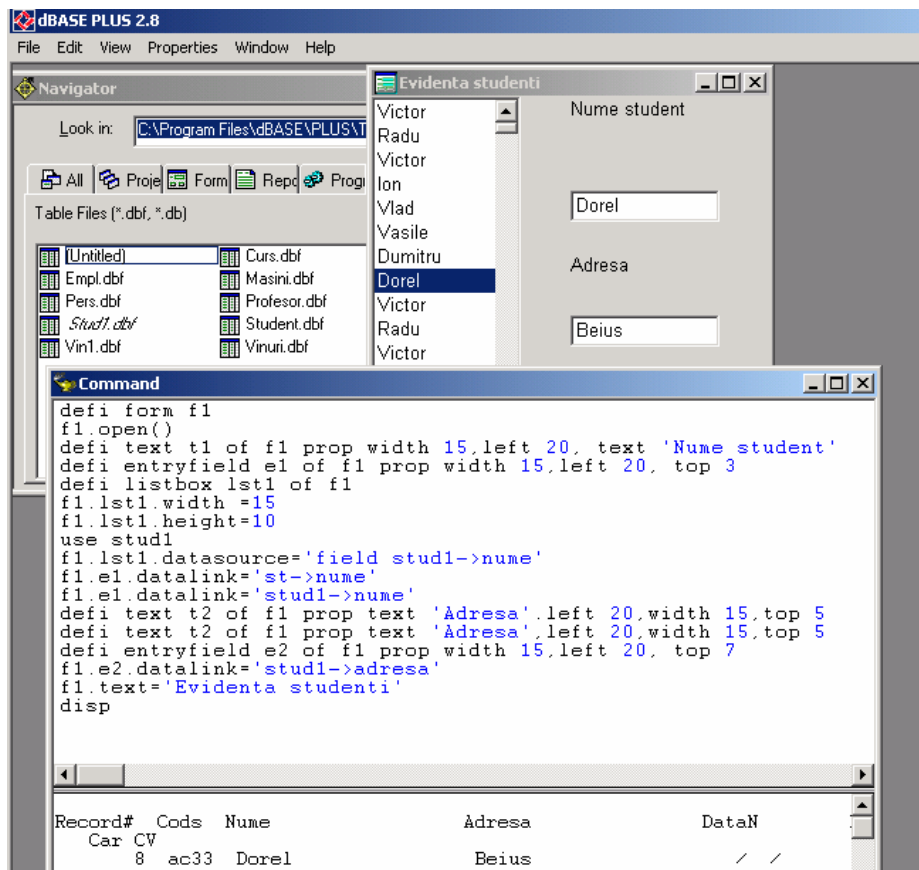 dBASE PLUS 2.8
File Edit View Properties Window Help
Navigator
Look in: C:\Program Files\dBASE\PLUS\T
All Proje Form Repo Progr
Table Files (*.dbf, *.db)
(Untitled) Curs.dbf
Empl.dbf Masini.dbf
Pers.dbf Profesor.dbf
Stud1.dbf Student.dbf
Vin1.dbf Vinuri.dbf
Evidenta studenti
Victor
Radu
Victor
Ion
Vlad
Vasile
Dumitru
Dorel
Victor
Radu
Victor
Nume student
Dorel
Adresa
Beius
Command
defi form f1
f1.open()
defi text t1 of f1 prop width 15,left 20, text 'Nume student'
defi entryfield e1 of f1 prop width 15,left 20, top 3
defi listbox lst1 of f1
f1.lst1.width =15
f1.lst1.height=10
use stud1
f1.lst1.datasource='field stud1->nume'
f1.e1.datalink='st->nume'
f1.e1.datalink='stud1->nume'
defi text t2 of f1 prop text 'Adresa'.left 20,width 15,top 5
defi text t2 of f1 prop text 'Adresa',left 20,width 15,top 5
defi entryfield e2 of f1 prop width 15,left 20, top 7
f1.e2.datalink='stud1->adresa'
f1.text='Evidenta studenti'
disp
Record# Cods Nume Adresa DataN
Car CV
8 ac33 Dorel Beius / /